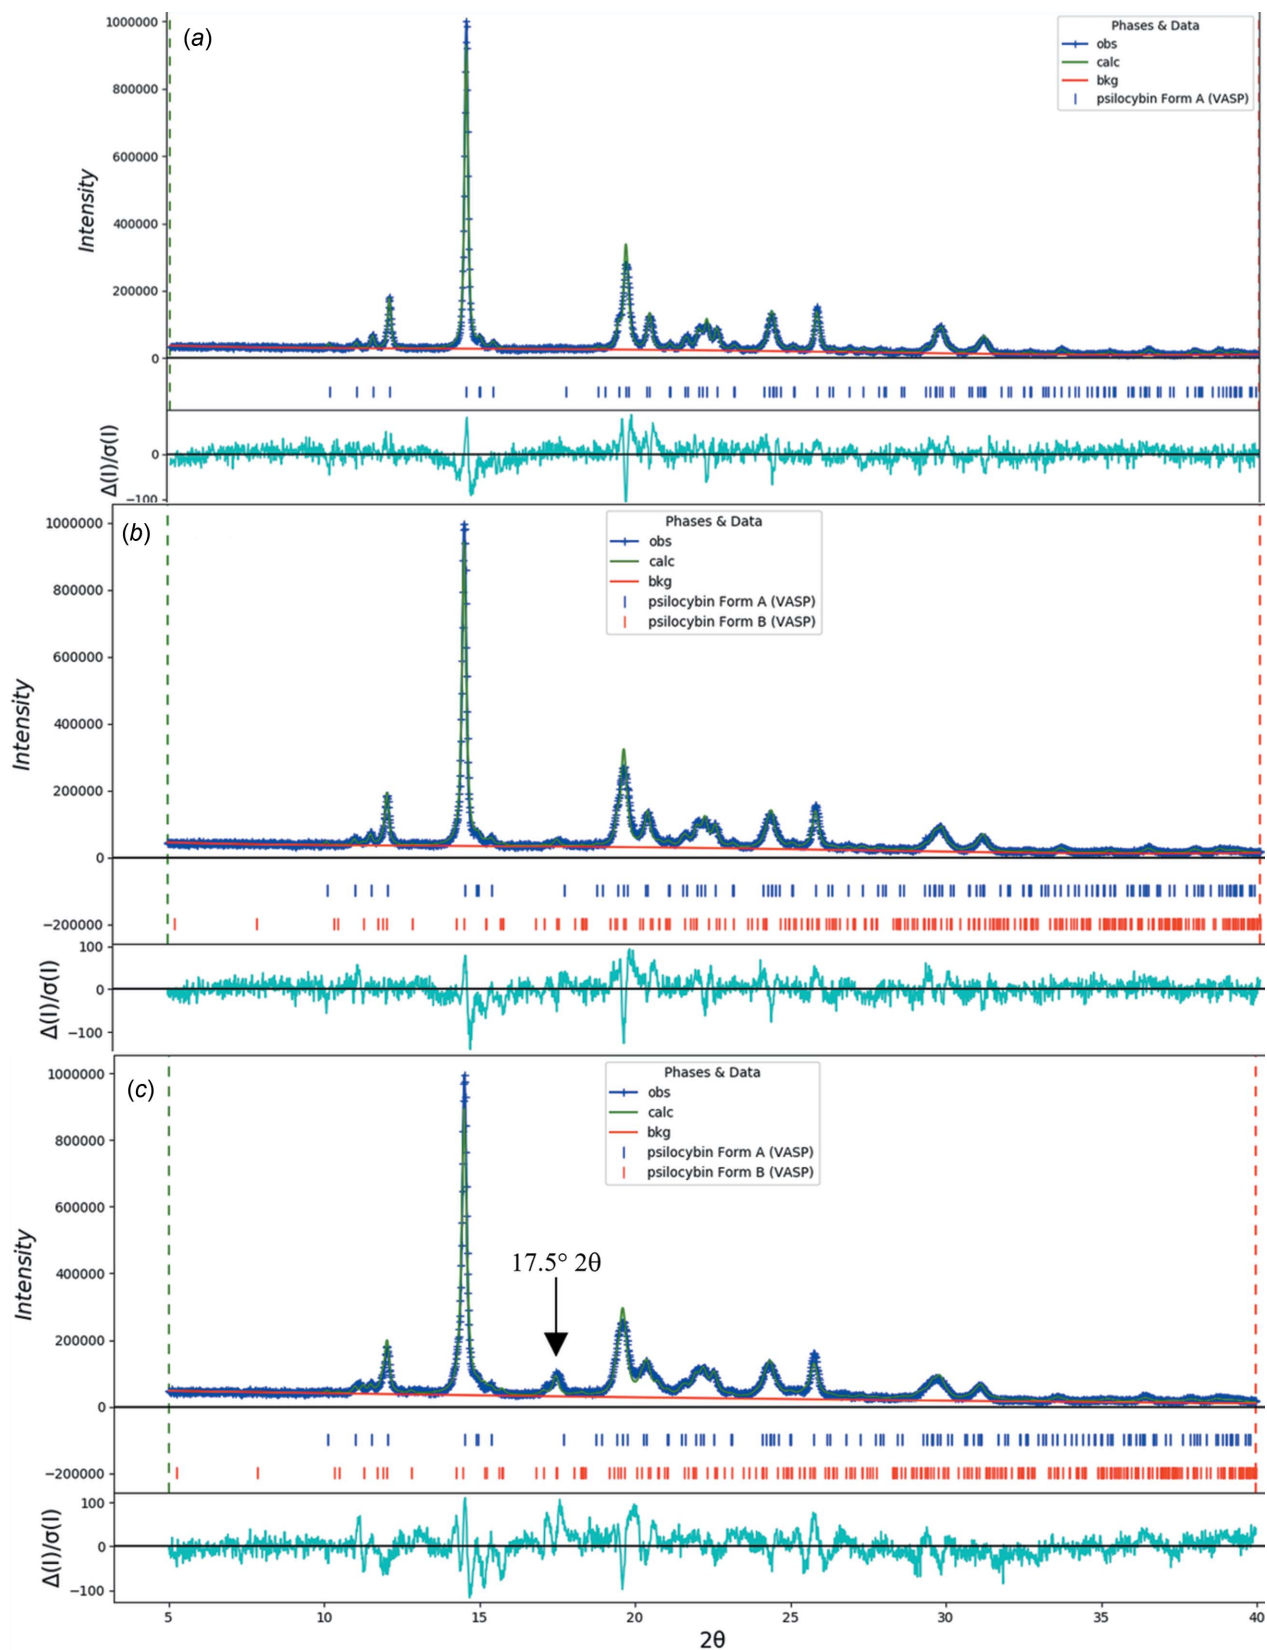 (a)
1000000
800000
600000
400000
200000
0
Intensity
Phases & Data
obs
calc
bkg
psilocybin Form A (VASP)
0
−100
Δ(I)/σ(I)
(b)
1000000
800000
600000
400000
200000
0
−200000
Intensity
Phases & Data
obs
calc
bkg
psilocybin Form A (VASP)
psilocybin Form B (VASP)
100
0
−100
Δ(I)/σ(I)
(c)
1000000
800000
600000
400000
200000
0
−200000
Intensity
Phases & Data
obs
calc
bkg
psilocybin Form A (VASP)
psilocybin Form B (VASP)
17.5° 2θ
100
0
−100
Δ(I)/σ(I)
5 10 15 20 25 30 35 40
2θ